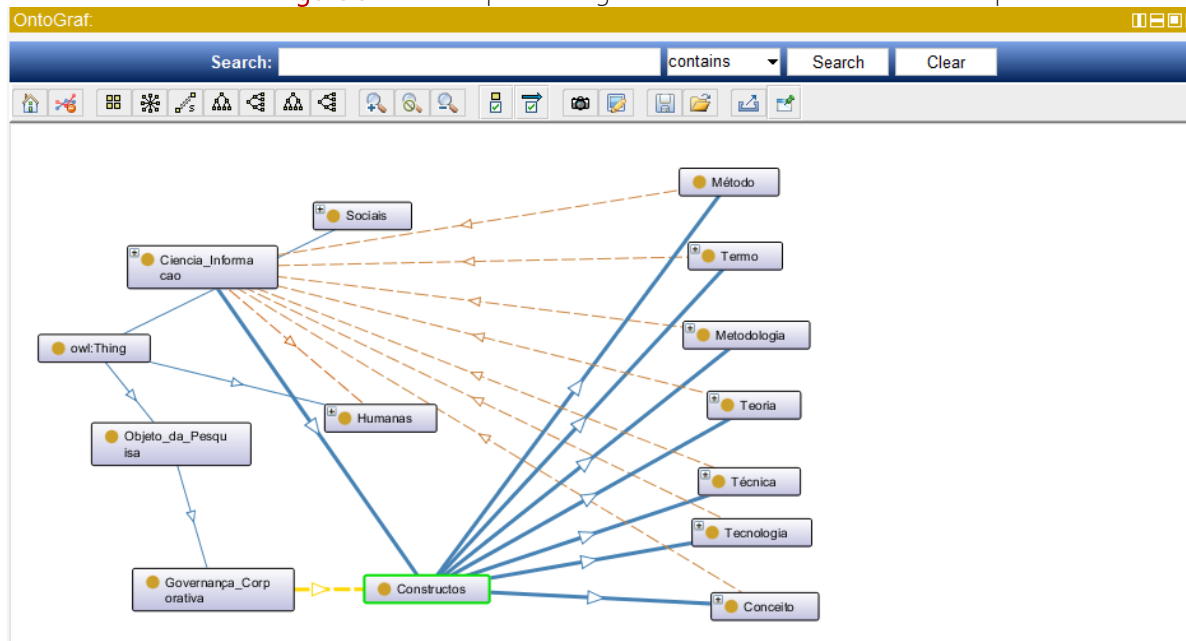 OntoGraf:
Search:
contains
Search
Clear
Método
Sociais
Ciencia_Informa
cao
Termo
owl:Thing
Metodologia
Humanas
Teoria
Objeto_da_Pesqu
isa
Técnica
Tecnologia
Governança_Corp
orativa
Constructos
Conceito